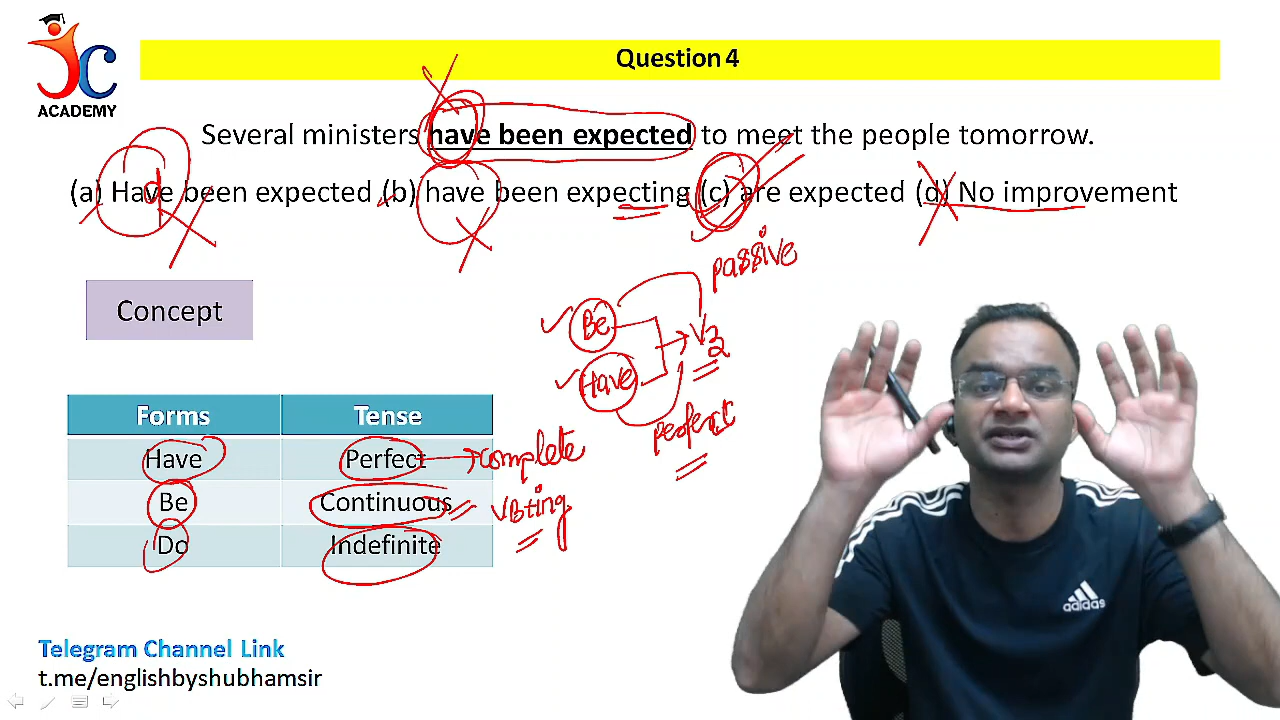 JC
ACADEMY
Question 4
Several ministers have been expected to meet the people tomorrow.
(a) Have been expected (b) have been expecting (c) are expected (d) No improvement
d
passive
Concept
Be
V3
Have
Perfect
Forms Tense
Have Perfect → Complete
Be Continuous = VBting
Do Indefinite
adidas
Telegram Channel Link
t.me/englishbyshubhamsir